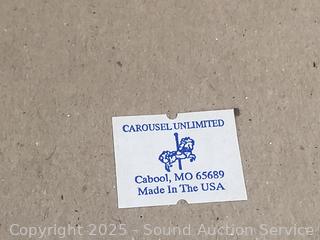 CAROUSEL UNLIMITED
Cabool, MO 65689
Made In The USA
Copyright 2025 - Sound Auction Service